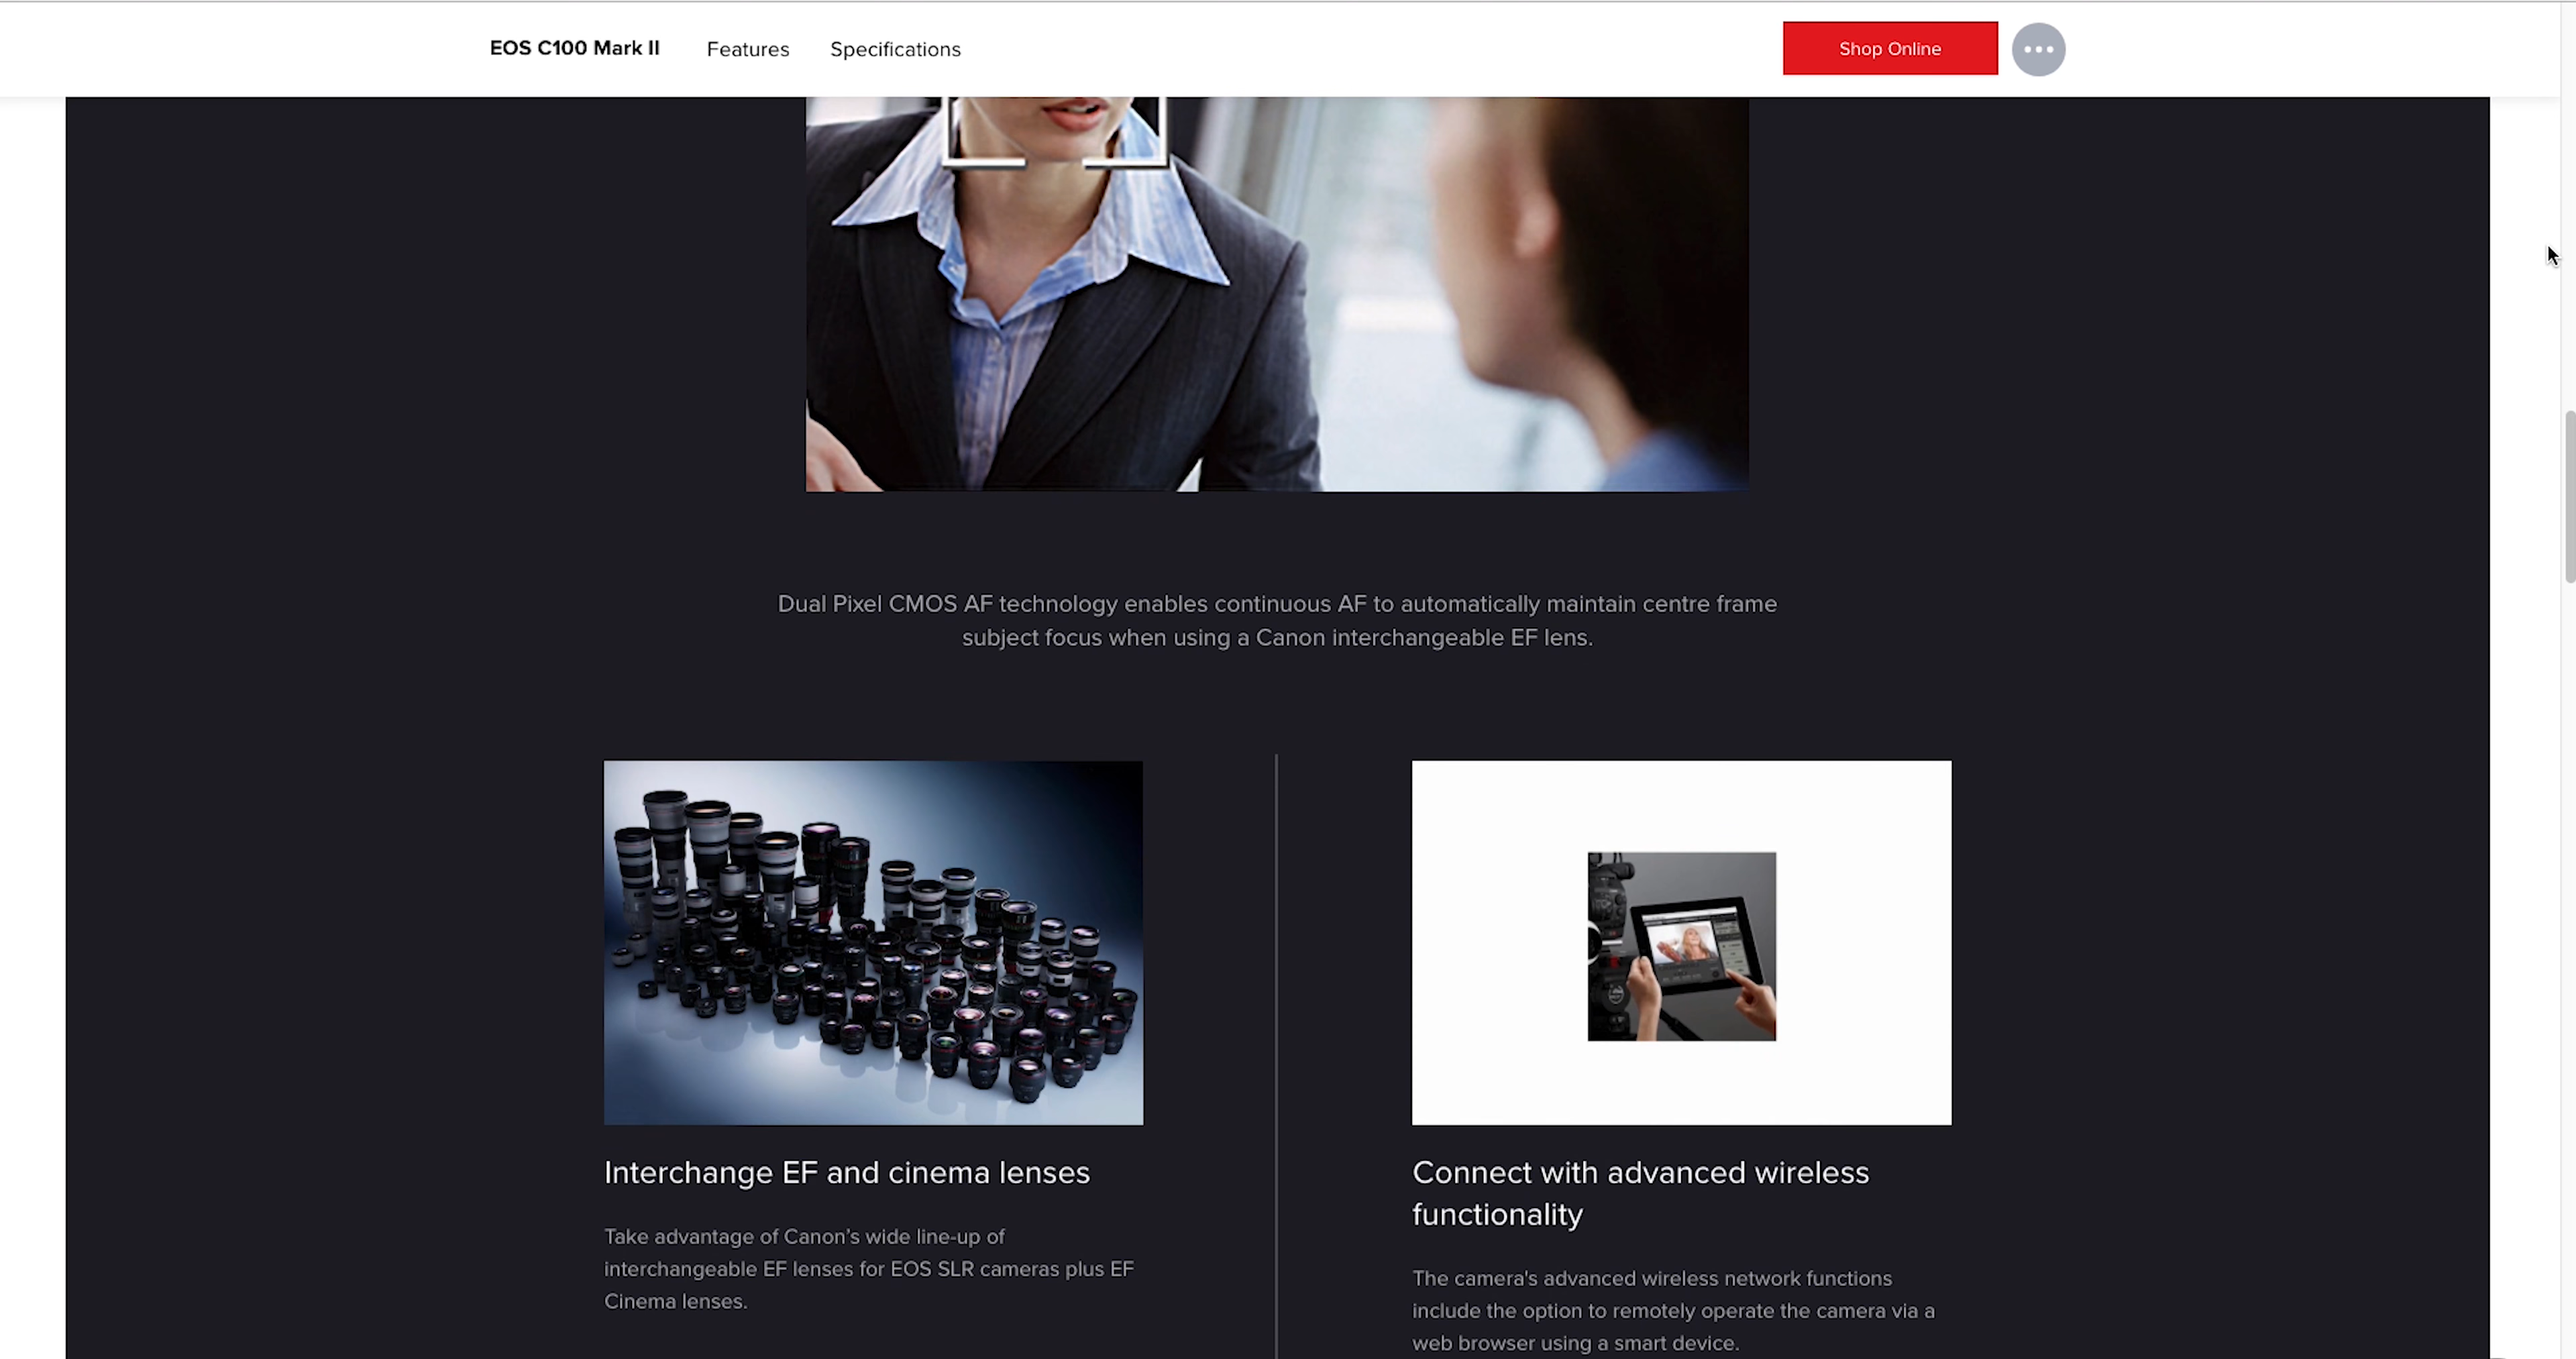 EOS C100 Mark II
Features
Specifications
Shop Online
Dual Pixel CMOS AF technology enables continuous AF to automatically maintain centre frame
subject focus when using a Canon interchangeable EF lens.
Interchange EF and cinema lenses
Take advantage of Canon’s wide line-up of
interchangeable EF lenses for EOS SLR cameras plus EF
Cinema lenses.
Connect with advanced wireless
functionality
The camera's advanced wireless network functions
include the option to remotely operate the camera via a
web browser using a smart device.